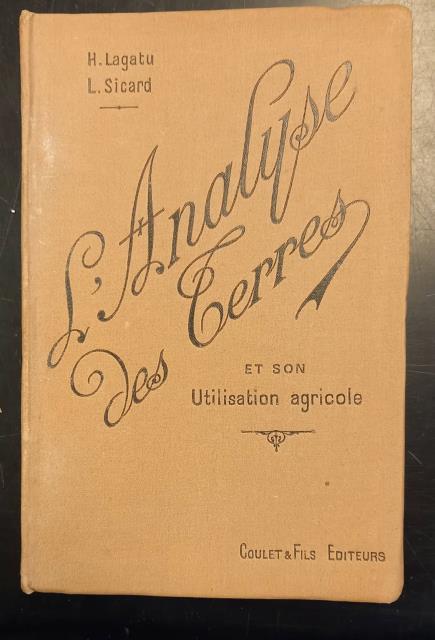 H. Lagatu
L. Sicard
L'Analyse
des Terres
ET SON
Utilisation agricole
COULET & FILS EDITEURS